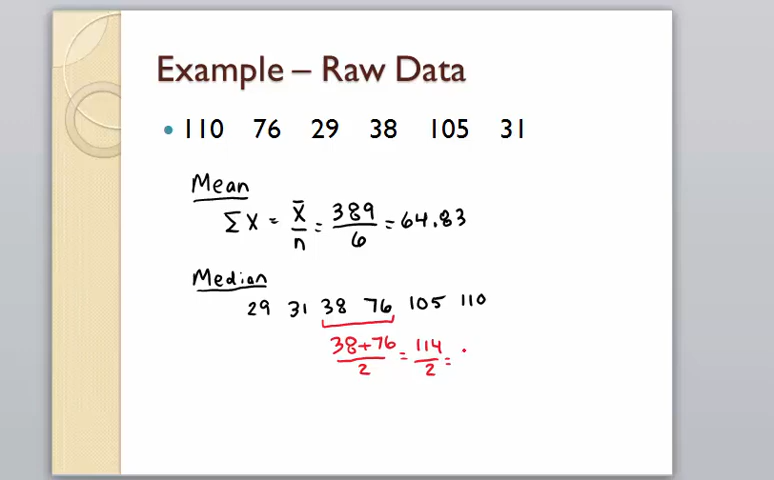 Example – Raw Data
• 110 76 29 38 105 31
Mean
ΣX = x̄/n = 389/6 = 64.83
Median
29 31 38 76 105 110
38+76/2 = 114/2 =